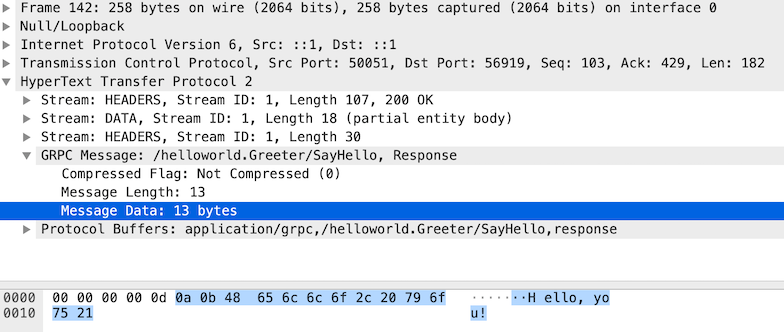 Frame 142: 258 bytes on wire (2064 bits), 258 bytes captured (2064 bits) on interface 0
Null/Loopback
Internet Protocol Version 6, Src: ::1, Dst: ::1
Transmission Control Protocol, Src Port: 50051, Dst Port: 56919, Seq: 103, Ack: 429, Len: 182
HyperText Transfer Protocol 2
Stream: HEADERS, Stream ID: 1, Length 107, 200 OK
Stream: DATA, Stream ID: 1, Length 18 (partial entity body)
Stream: HEADERS, Stream ID: 1, Length 30
GRPC Message: /helloworld.Greeter/SayHello, Response
Compressed Flag: Not Compressed (0)
Message Length: 13
Message Data: 13 bytes
Protocol Buffers: application/grpc,/helloworld.Greeter/SayHello,response
0000 00 00 00 00 0d 0a 0b 48 65 6c 6c 6f 2c 20 79 6f ·······H ello, yo
0010 75 21 u!